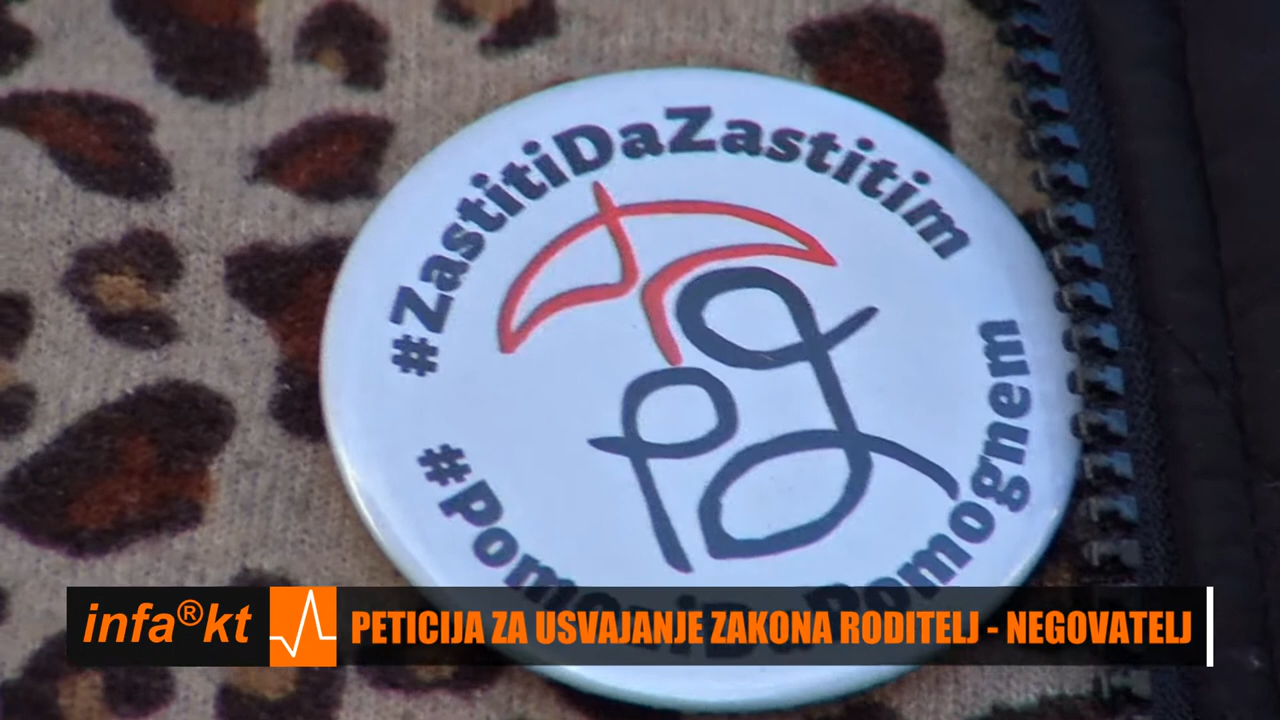 #ZastitiDaZastitim
#PomoziDaPomognem
infa®kt
PETICIJA ZA USVAJANJE ZAKONA RODITELJ - NEGOVATELJ